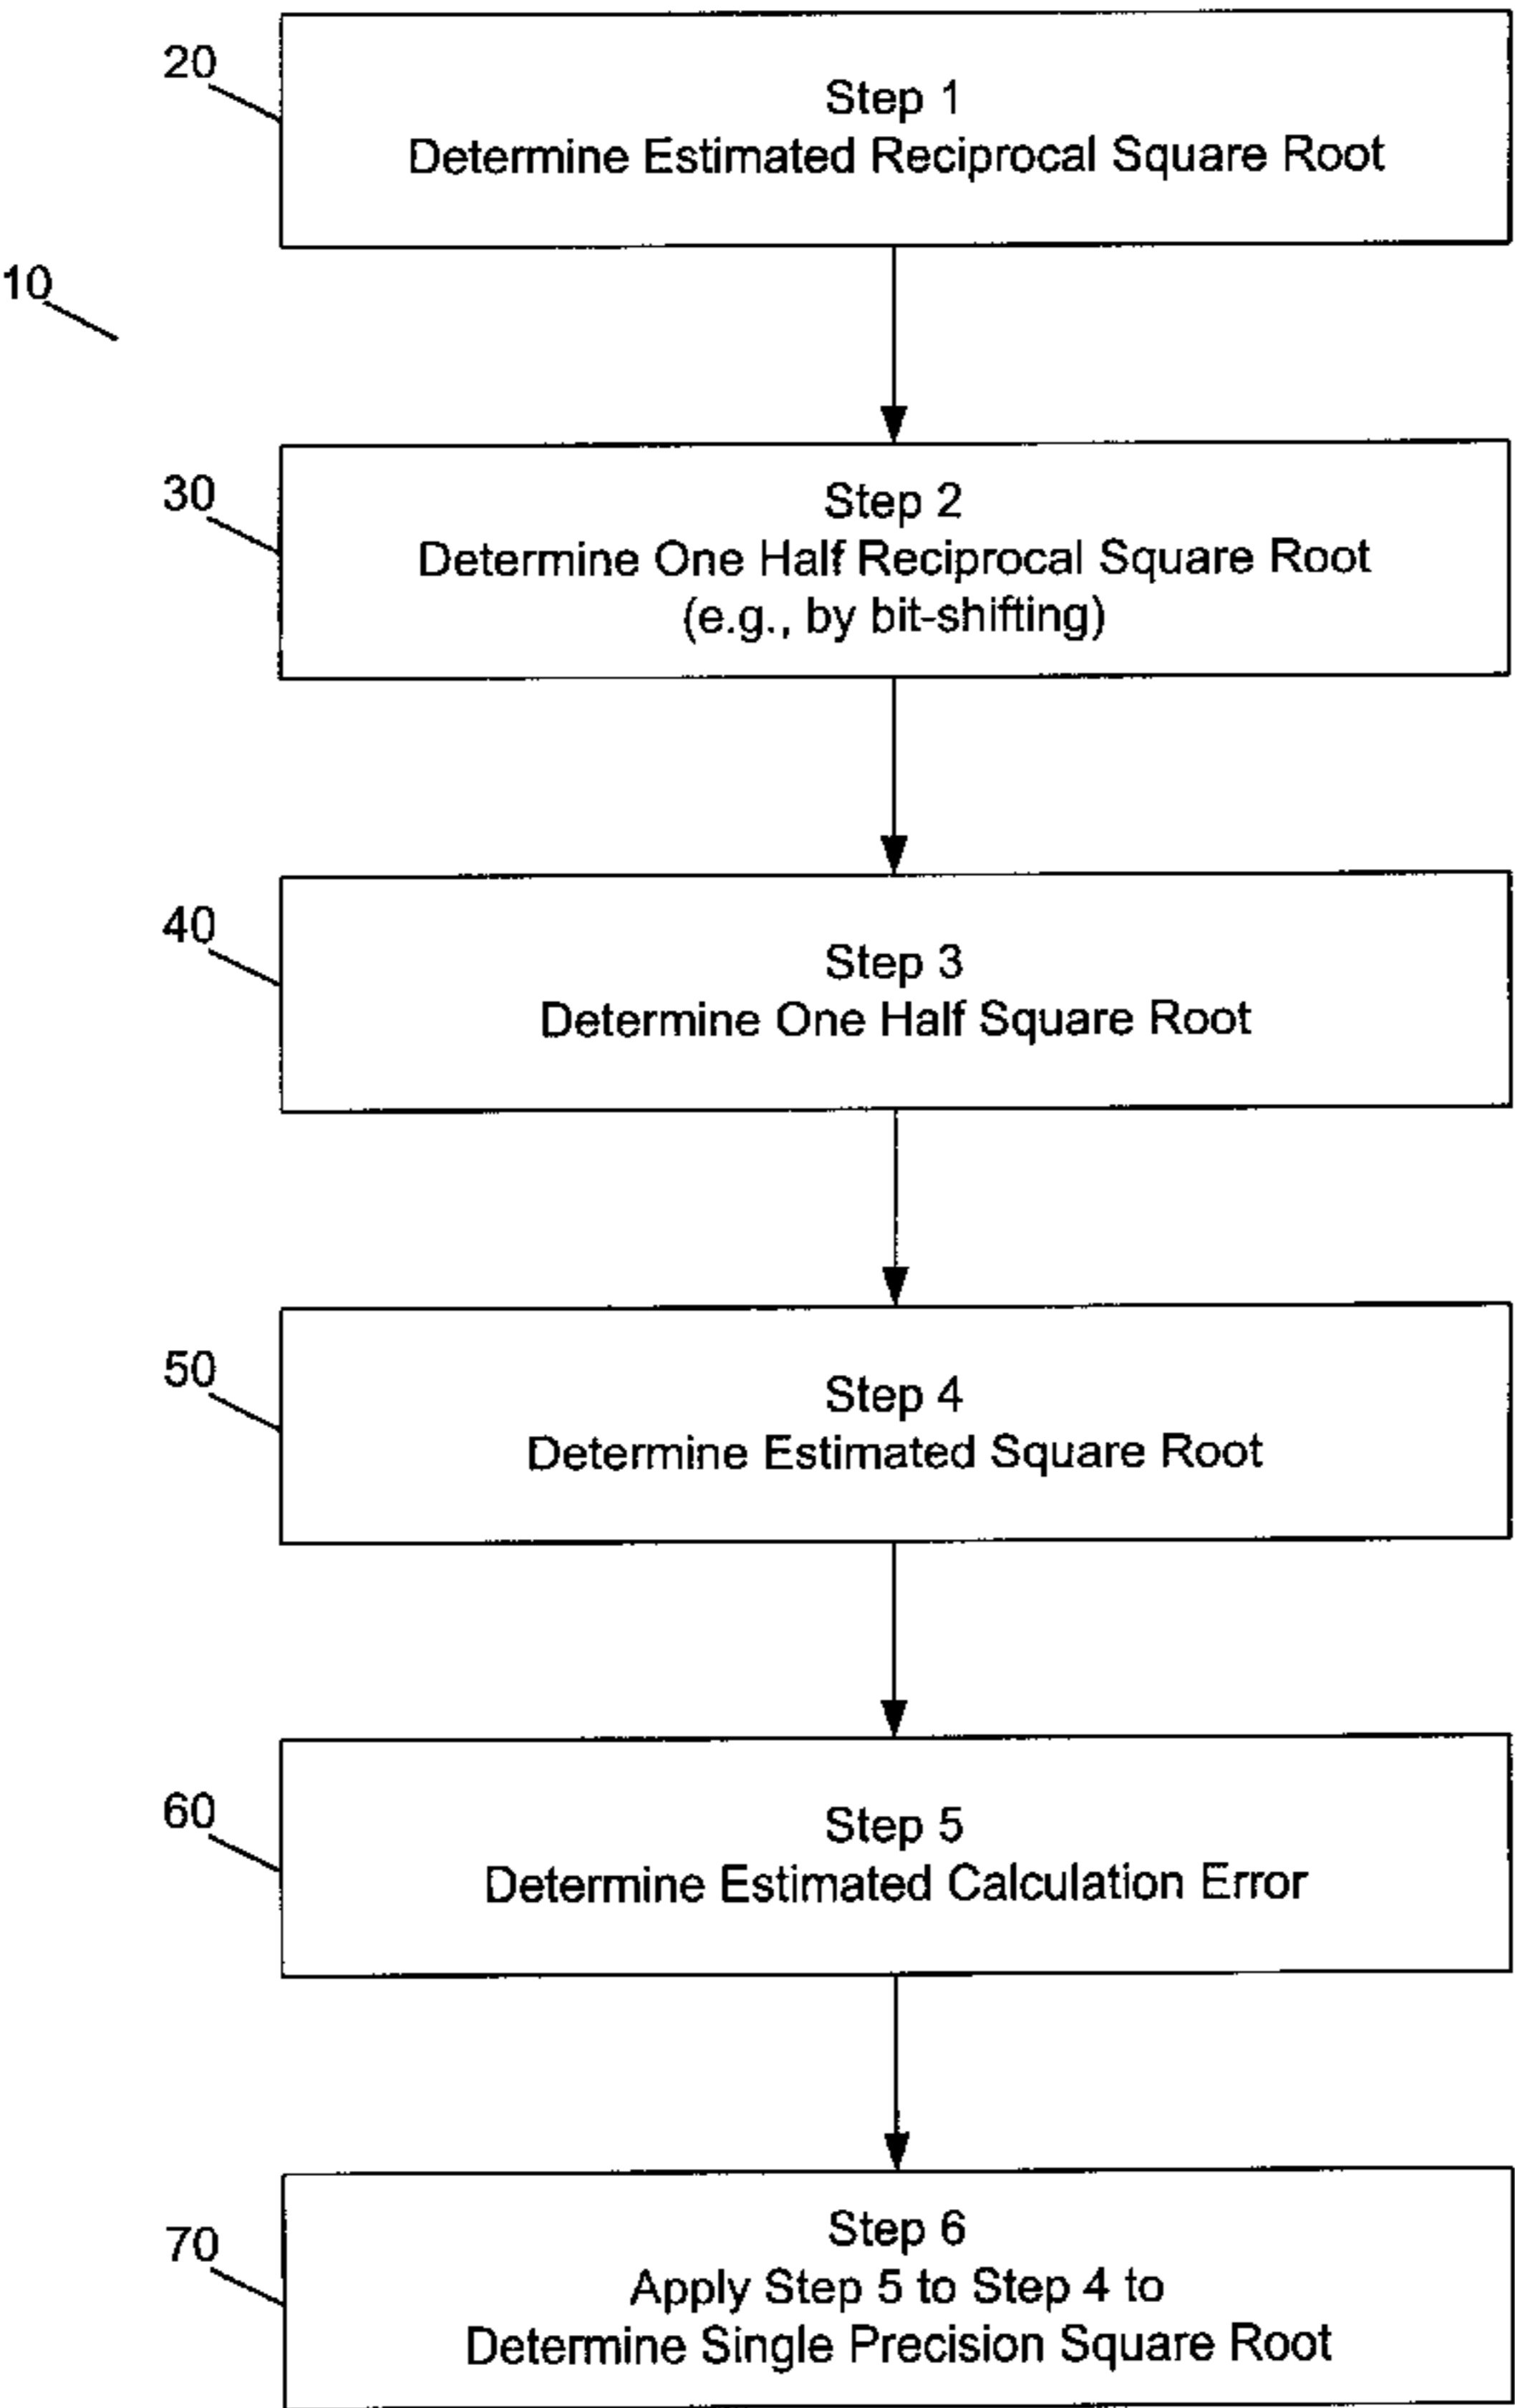 20
Step 1
Determine Estimated Reciprocal Square Root
10
30
Step 2
Determine One Half Reciprocal Square Root
(e.g., by bit-shifting)
40
Step 3
Determine One Half Square Root
50
Step 4
Determine Estimated Square Root
60
Step 5
Determine Estimated Calculation Error
70
Step 6
Apply Step 5 to Step 4 to
Determine Single Precision Square Root